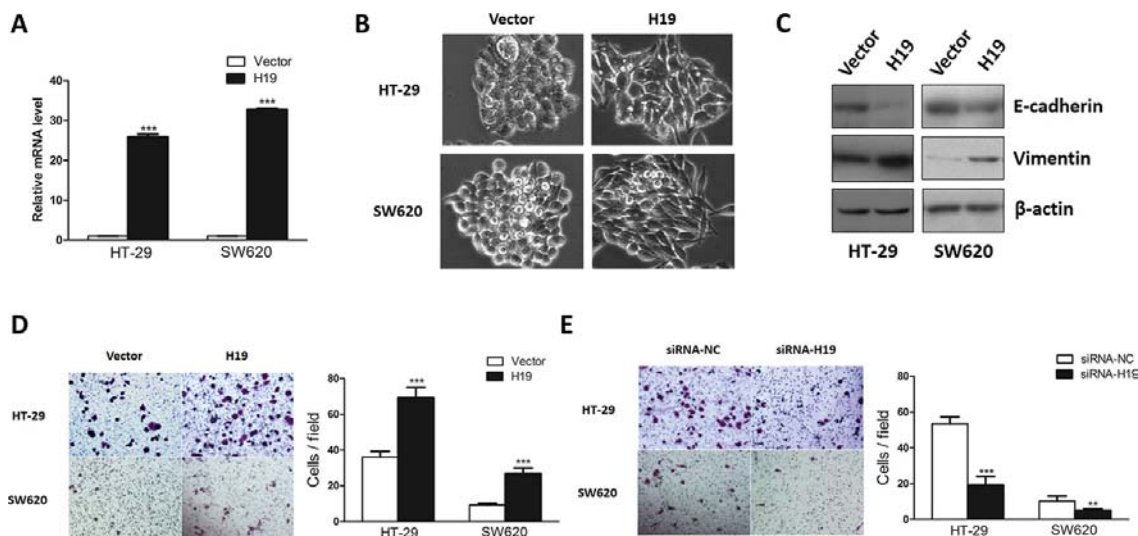 A
Vector
H19
Relative mRNA level
40
30
20
10
0
***
***
HT-29
SW620
B
Vector
H19
HT-29
SW620
C
Vector
H19
Vector
H19
E-cadherin
Vimentin
β-actin
HT-29
SW620
D
Vector
H19
HT-29
SW620
Vector
H19
Cells / field
80
60
40
20
0
***
***
HT-29
SW620
E
siRNA-NC
siRNA-H19
HT-29
SW620
siRNA-NC
siRNA-H19
Cells / field
80
60
40
20
0
***
**
HT-29
SW620